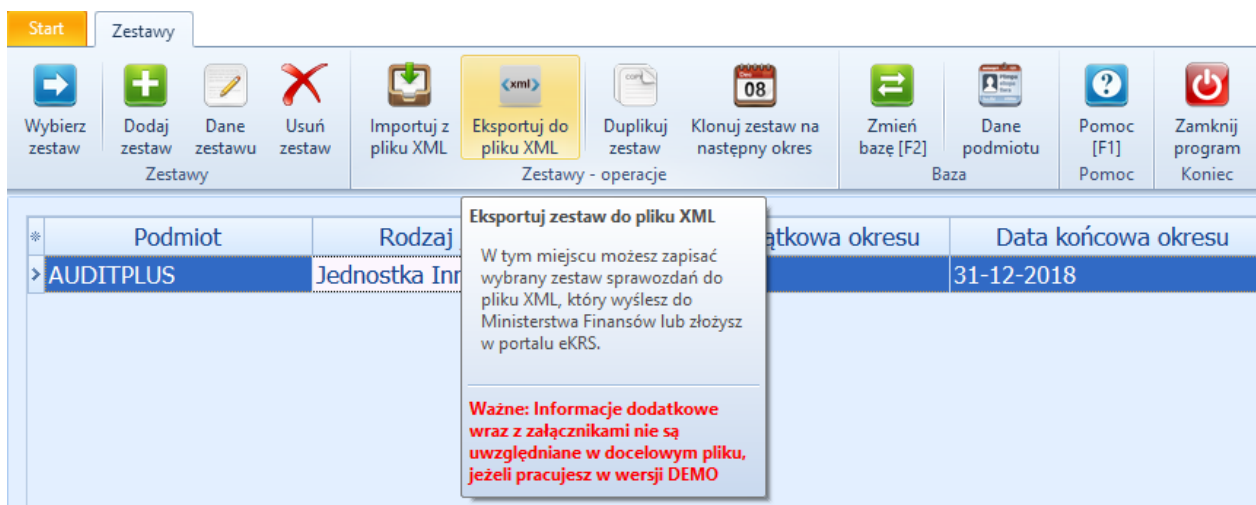 Start
Zestawy
<xml>
COPY
Dec
08
Wybierz zestaw
Dodaj zestaw
Dane zestawu
Usuń zestaw
Importuj z pliku XML
Eksportuj do pliku XML
Duplikuj zestaw
Klonuj zestaw na następny okres
Zmień bazę [F2]
Dane podmiotu
Pomoc [F1]
Zamknij program
Zestawy
Zestawy - operacje
Baza
Pomoc
Koniec
Eksportuj zestaw do pliku XML
W tym miejscu możesz zapisać
wybrany zestaw sprawozdań do
pliku XML, który wyślesz do
Ministerstwa Finansów lub złożysz
w portalu eKRS.
Ważne: Informacje dodatkowe
wraz z załącznikami nie są
uwzględniane w docelowym pliku,
jeżeli pracujesz w wersji DEMO
Podmiot
Rodzaj
okresu
Data końcowa okresu
AUDITPLUS
Jednostka
31-12-2018